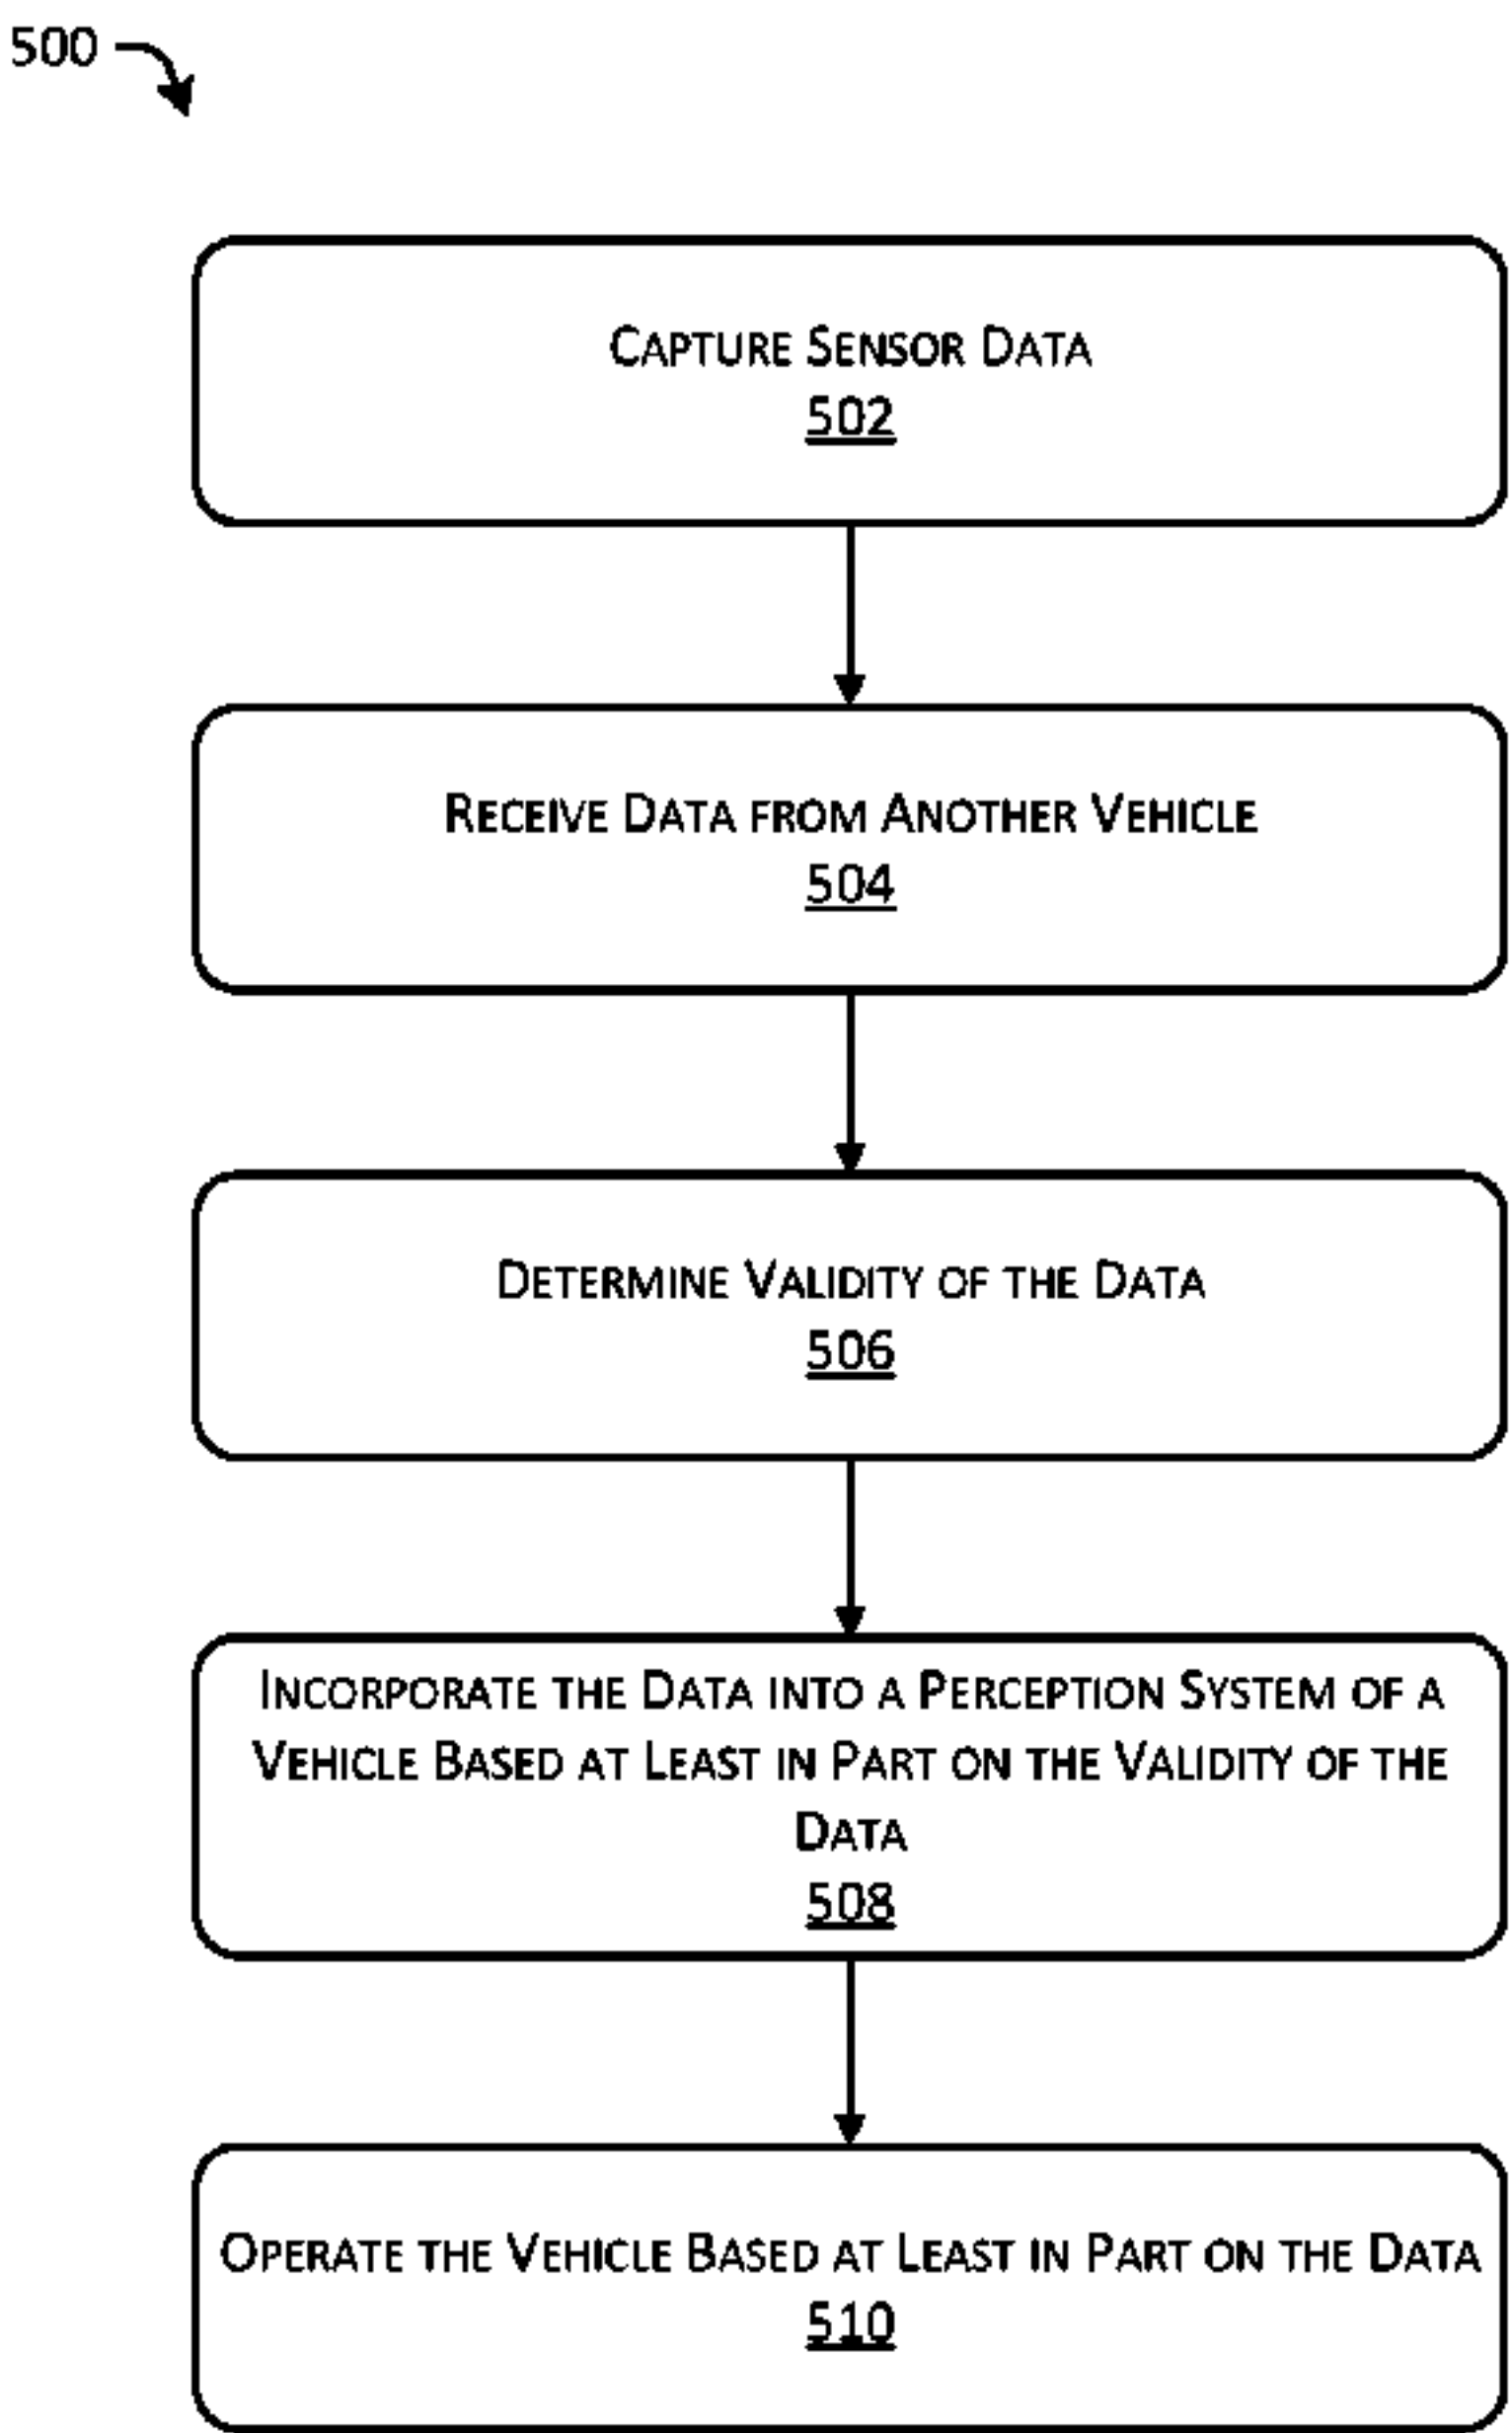 500
Capture Sensor Data
502
Receive Data from Another Vehicle
504
Determine Validity of the Data
506
Incorporate the Data into a Perception System of a
Vehicle Based at Least in Part on the Validity of the
Data
508
Operate the Vehicle Based at Least in Part on the Data
510